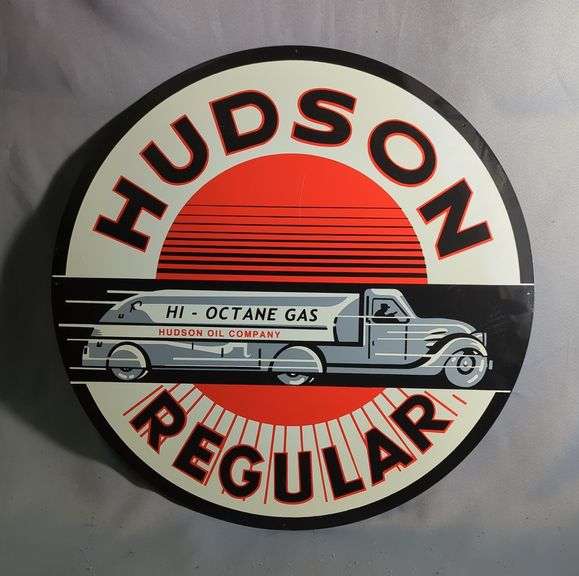 HUDSON
HI - OCTANE GAS
HUDSON OIL COMPANY
REGULAR